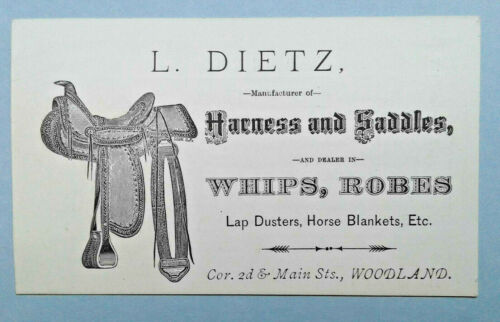 L. DIETZ,
—Manufacturer of—
Harness and Saddles,
—AND DEALER IN—
WHIPS, ROBES
Lap Dusters, Horse Blankets, Etc.
Cor. 2d & Main Sts., WOODLAND.